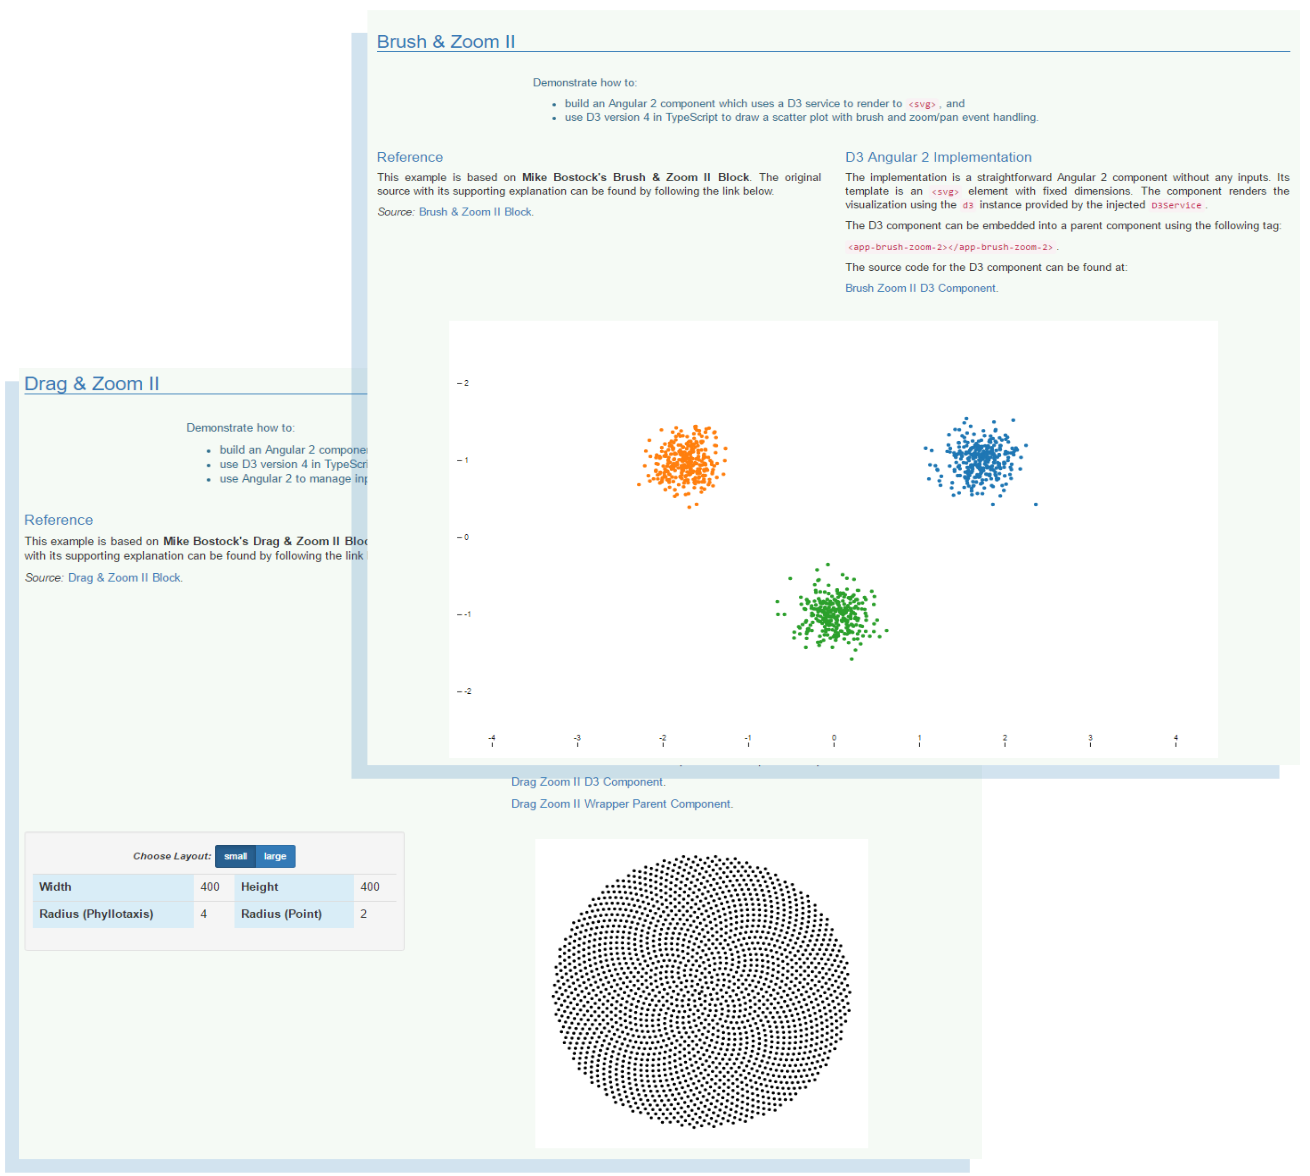 Brush & Zoom II
Demonstrate how to:
build an Angular 2 component which uses a D3 service to render to <svg>, and
use D3 version 4 in TypeScript to draw a scatter plot with brush and zoom/pan event handling.
Reference
This example is based on Mike Bostock's Brush & Zoom II Block. The original
source with its supporting explanation can be found by following the link below.
Source: Brush & Zoom II Block.
D3 Angular 2 Implementation
The implementation is a straightforward Angular 2 component without any inputs. Its
template is an <svg> element with fixed dimensions. The component renders the
visualization using the d3 instance provided by the injected D3Service.
The D3 component can be embedded into a parent component using the following tag:
<app-brush-zoom-2></app-brush-zoom-2>.
The source code for the D3 component can be found at:
Brush Zoom II D3 Component.
2
1
0
-1
-2
-4 -3 -2 -1 0 1 2 3 4
Drag & Zoom II
Demonstrate how to:
build an Angular 2 compone
use D3 version 4 in TypeScri
use Angular 2 to manage inp
Reference
This example is based on Mike Bostock's Drag & Zoom II Bloc
with its supporting explanation can be found by following the link
Source: Drag & Zoom II Block.
Drag Zoom II D3 Component.
Drag Zoom II Wrapper Parent Component.
Choose Layout: small large
Width 400 Height 400
Radius (Phyllotaxis) 4 Radius (Point) 2